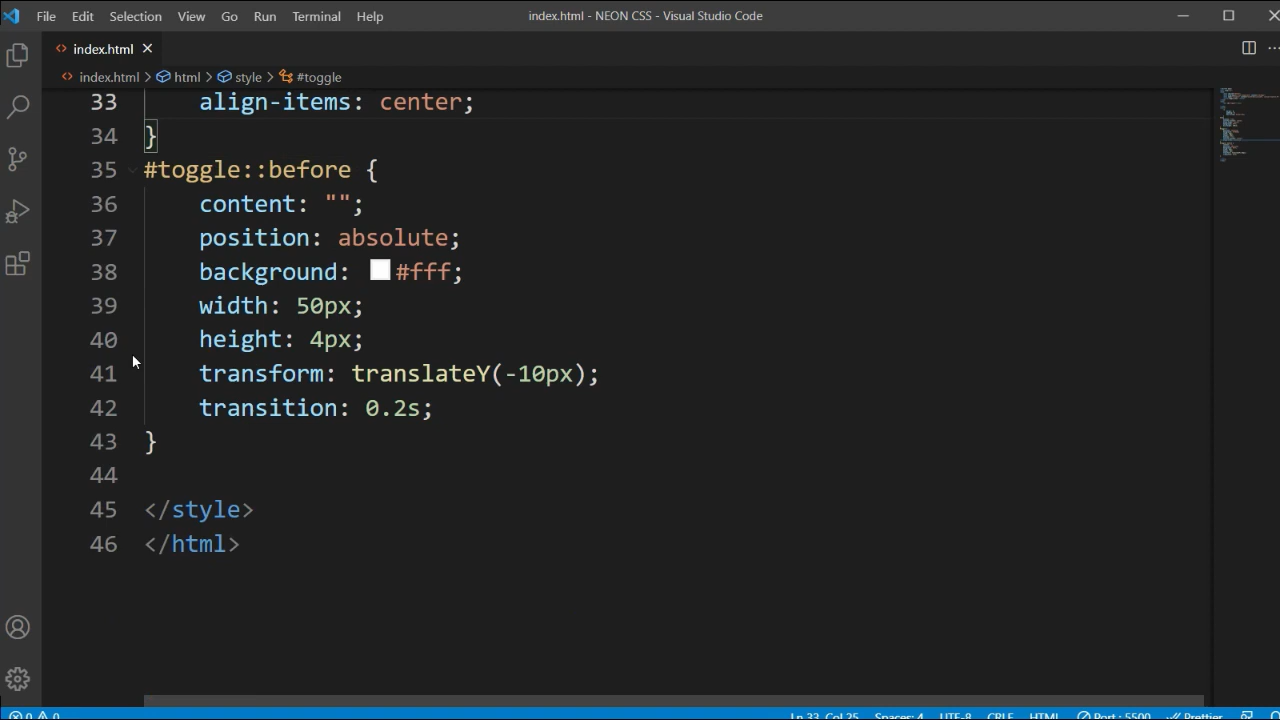 File Edit Selection View Go Run Terminal Help index.html - NEON CSS - Visual Studio Code
index.html
index.html > html > style > #toggle
33 align-items: center;
34 }
35 #toggle::before {
36 content: "";
37 position: absolute;
38 background: #fff;
39 width: 50px;
40 height: 4px;
41 transform: translateY(-10px);
42 transition: 0.2s;
43 }
44
45 </style>
46 </html>
0 0 Ln 33, Col 25 Spaces: 4 UTF-8 CRLF HTML Port : 5500 Prettier